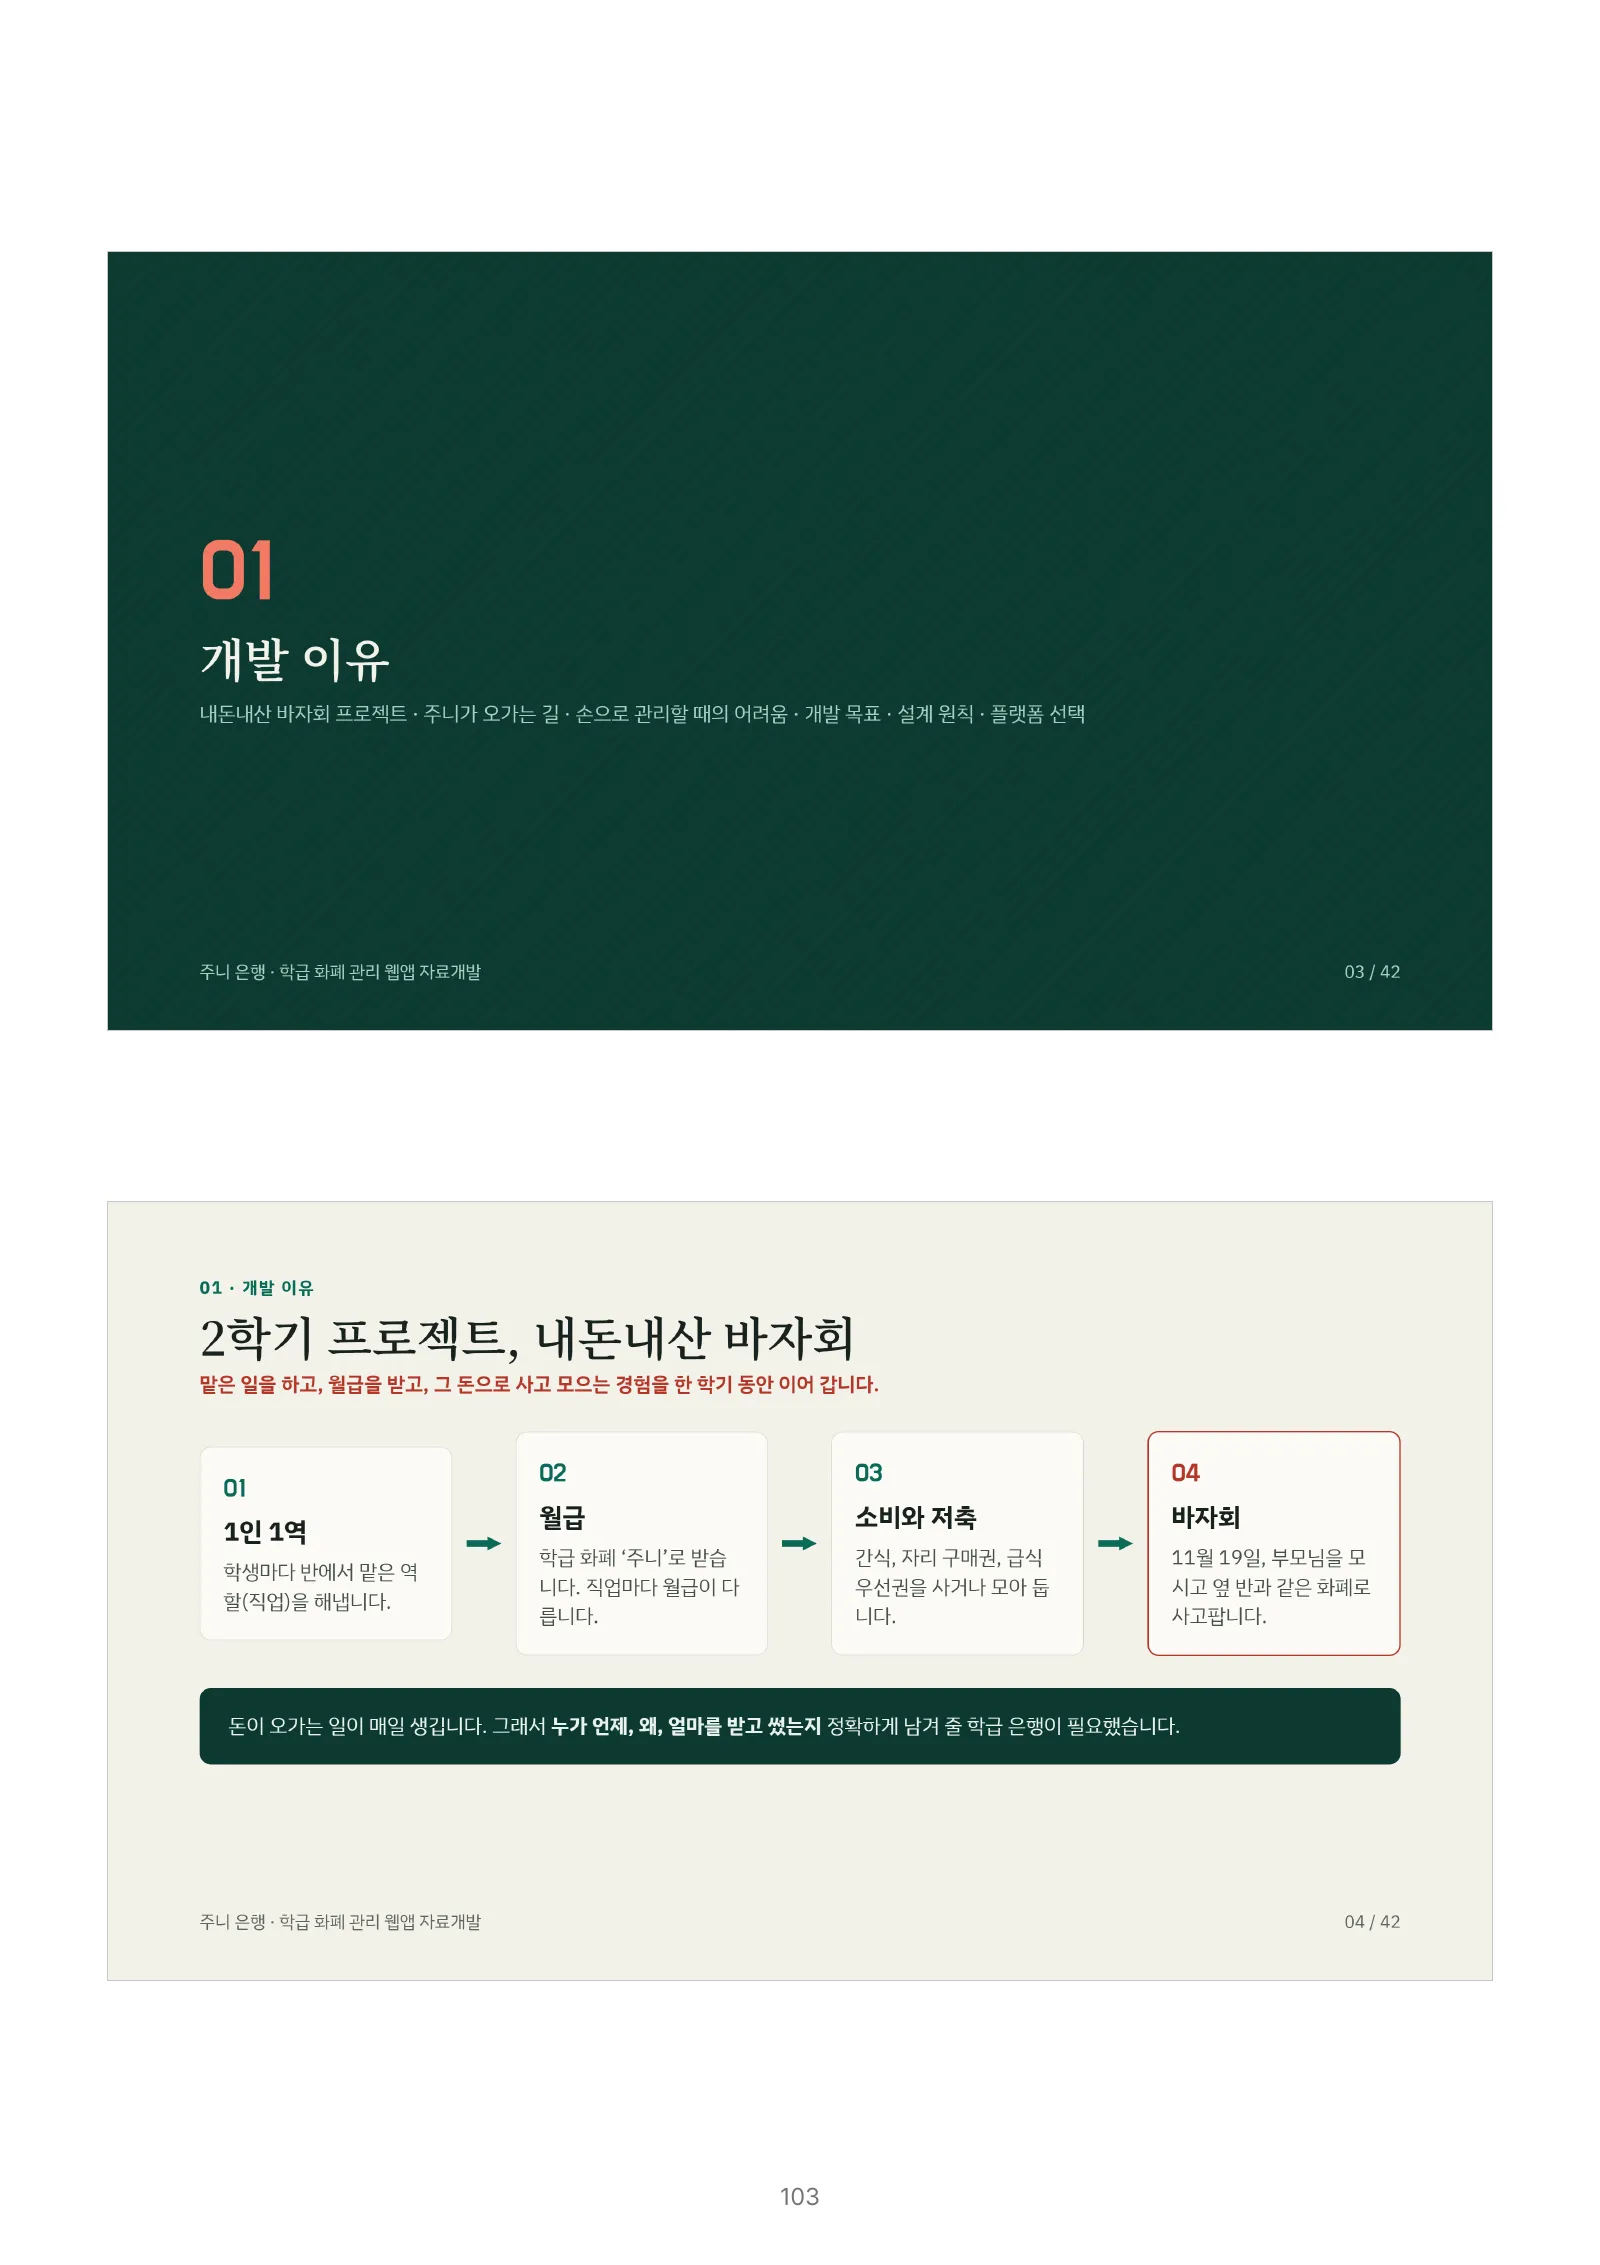 01
개발 이유
내돈내산 바자회 프로젝트 · 주니가 오가는 길 · 손으로 관리할 때의 어려움 · 개발 목표 · 설계 원칙 · 플랫폼 선택
주니 은행 · 학급 화폐 관리 웹앱 자료개발
03 / 42
01 · 개발 이유
2학기 프로젝트, 내돈내산 바자회
맡은 일을 하고, 월급을 받고, 그 돈으로 사고 모으는 경험을 한 학기 동안 이어 갑니다.
01
1인 1역
학생마다 반에서 맡은 역
할(직업)을 해냅니다.
02
월급
학급 화폐 ‘주니’로 받습
니다. 직업마다 월급이 다
릅니다.
03
소비와 저축
간식, 자리 구매권, 급식
우선권을 사거나 모아 둡
니다.
04
바자회
11월 19일, 부모님을 모
시고 옆 반과 같은 화폐로
사고팝니다.
돈이 오가는 일이 매일 생깁니다. 그래서 누가 언제, 왜, 얼마를 받고 썼는지 정확하게 남겨 줄 학급 은행이 필요했습니다.
주니 은행 · 학급 화폐 관리 웹앱 자료개발
04 / 42
103